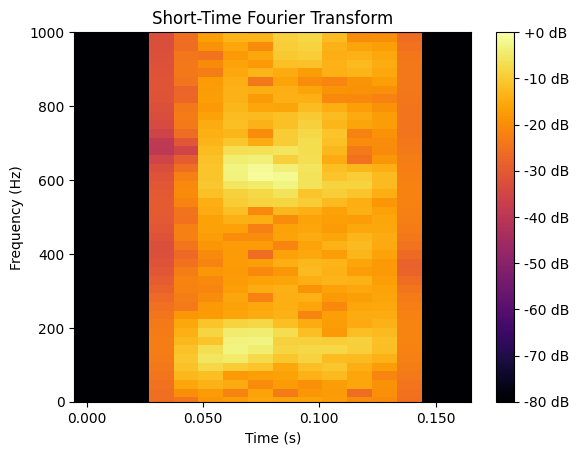 Short-Time Fourier Transform
1000
800
600
400
200
0
Frequency (Hz)
0.000
0.050
0.100
0.150
Time (s)
+0 dB
-10 dB
-20 dB
-30 dB
-40 dB
-50 dB
-60 dB
-70 dB
-80 dB